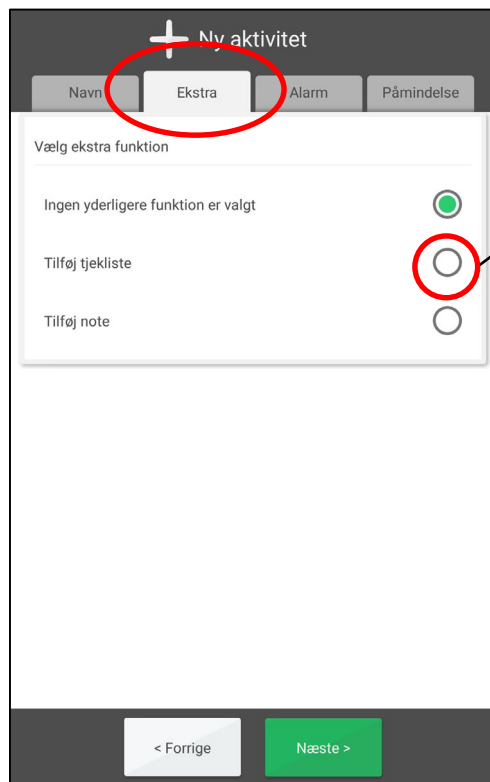 Ny aktivitet
Navn Ekstra Alarm Påmindelse
Vælg ekstra funktion
Ingen yderligere funktion er valgt
Tilføj tjekliste
Tilføj note
< Forrige Næste >